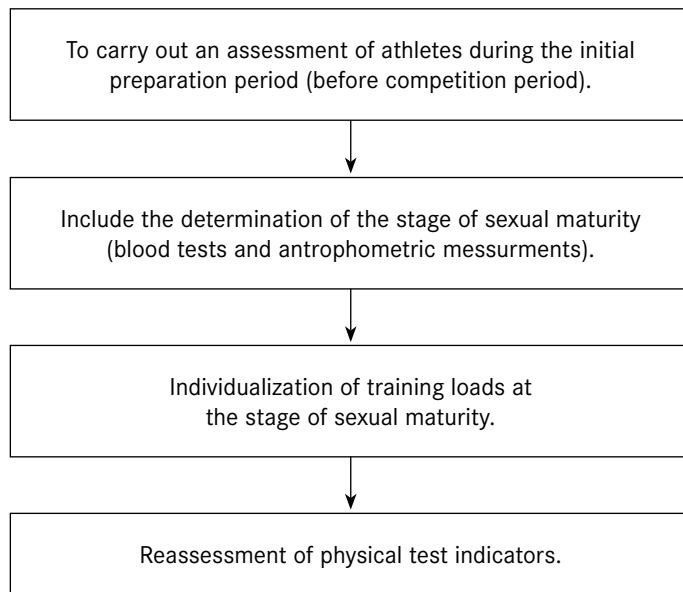 To carry out an assessment of athletes during the initial
preparation period (before competition period).
Include the determination of the stage of sexual maturity
(blood tests and antrophometric messurments).
Individualization of training loads at
the stage of sexual maturity.
Reassessment of physical test indicators.